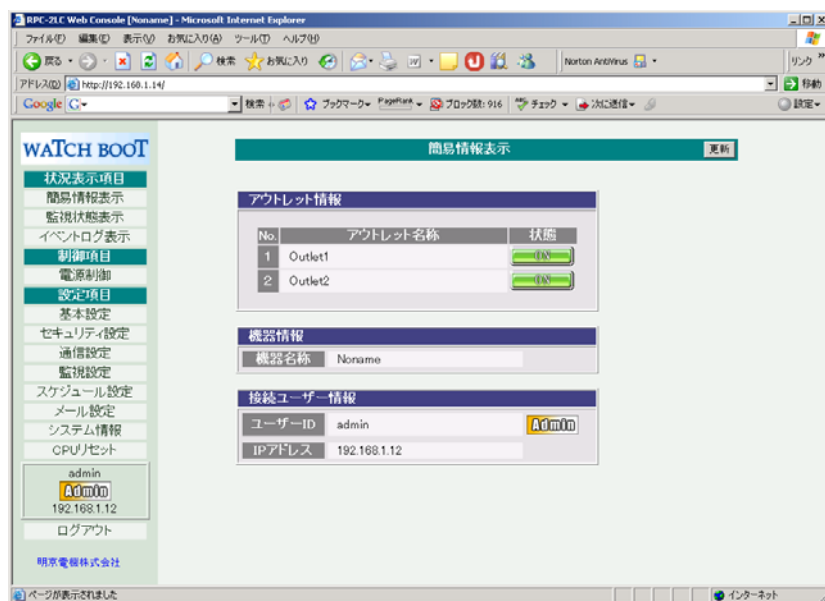 RPC-2LC Web Console [Noname] - Microsoft Internet Explorer
ファイル(F) 編集(E) 表示(V) お気に入り(A) ツール(T) ヘルプ(H)
戻る 検索 お気に入り Norton AntiVirus リンク
アドレス(D) http://192.168.1.14/ 移動
Google 検索 ブックマーク PageRank ブロック数: 916 チェック 次に送信 設定
WATCH BOOT
状況表示項目
簡易情報表示
監視状態表示
イベントログ表示
制御項目
電源制御
設定項目
基本設定
セキュリティ設定
通信設定
監視設定
スケジュール設定
メール設定
システム情報
CPUリセット
admin
Admin
192.168.1.12
ログアウト
明京電機株式会社
簡易情報表示 更新
アウトレット情報
No. アウトレット名称 状態
1 Outlet1 ON
2 Outlet2 ON
機器情報
機器名称 Noname
接続ユーザー情報
ユーザーID admin Admin
IPアドレス 192.168.1.12
ページが表示されました インターネット